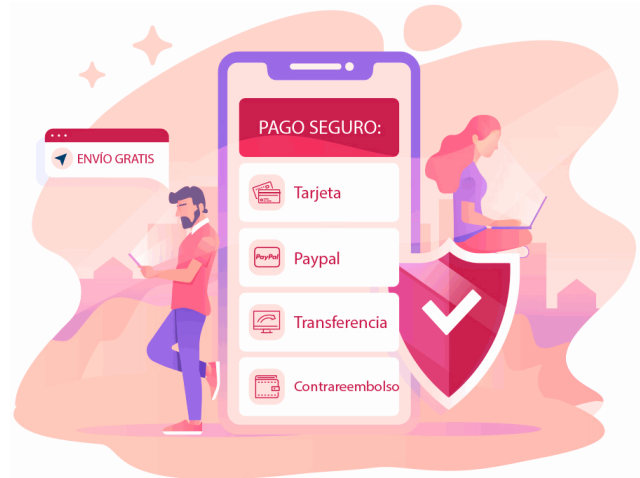 PAGO SEGURO:
ENVÍO GRATIS
Tarjeta
PayPal
Paypal
Transferencia
Contrareembolso